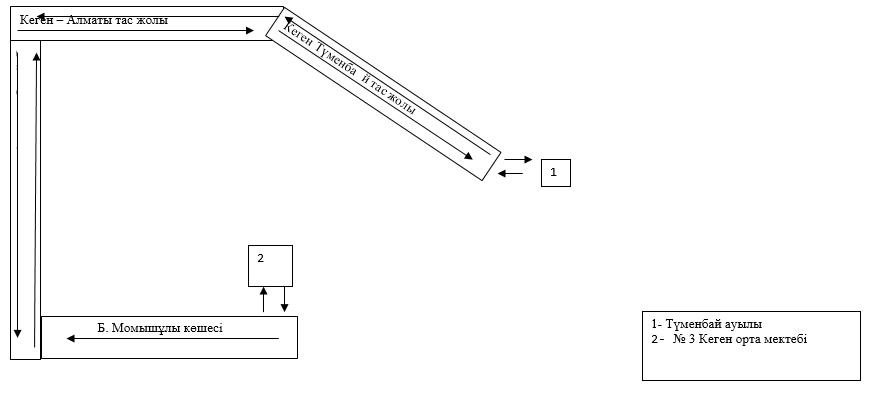 Кеген – Алматы тас жолы
Кеген Түменба й тас жолы
1
2
Б. Момышұлы көшесі
1- Түменбай ауылы
2- № 3 Кеген орта мектебі